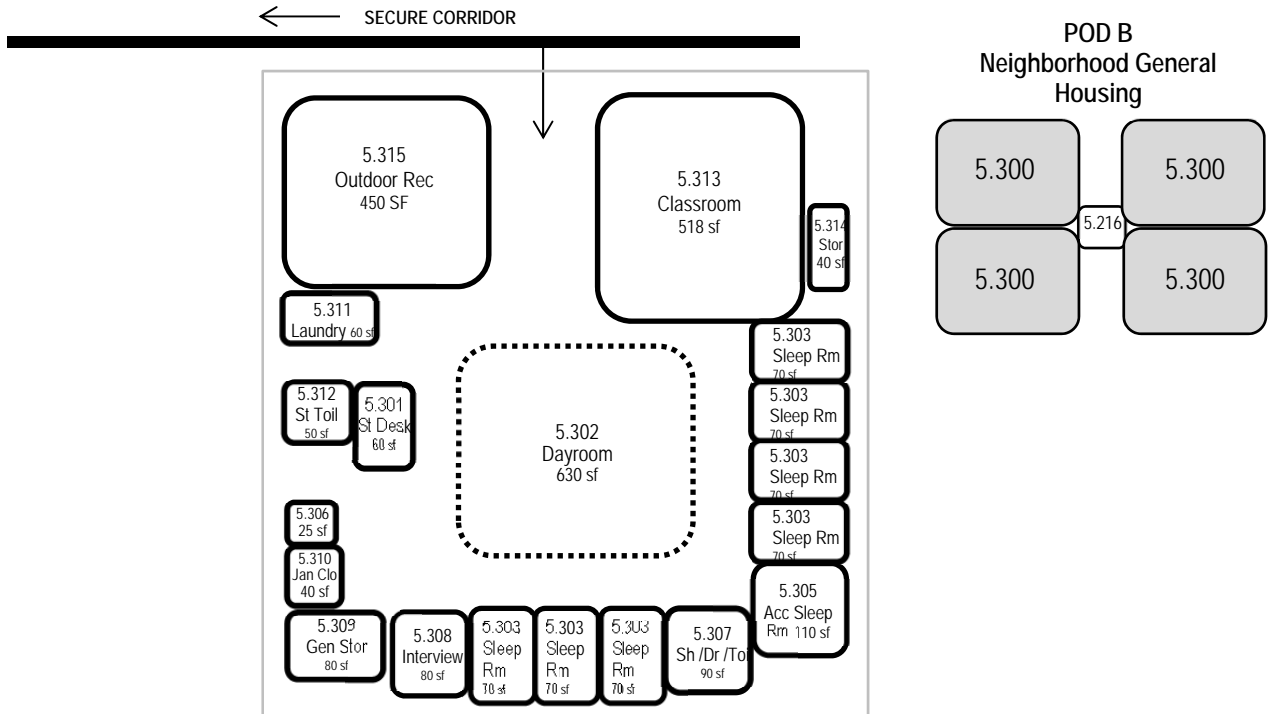 SECURE CORRIDOR
POD B
Neighborhood General
Housing
5.300
5.300
5.216
5.300
5.300
5.315
Outdoor Rec
450 SF
5.313
Classroom
518 sf
5.314
Stor
40 sf
5.311
Laundry 60 sf
5.303
Sleep Rm
70 sf
5.312
St Toil
50 sf
5.301
St Desk
60 sf
5.303
Sleep Rm
70 sf
5.302
Dayroom
630 sf
5.303
Sleep Rm
70 sf
5.306
25 sf
5.303
Sleep Rm
70 sf
5.310
Jan Clo
40 sf
5.305
Acc Sleep
Rm 110 sf
5.309
Gen Stor
80 sf
5.308
Interview
80 sf
5.303
Sleep
Rm
70 sf
5.303
Sleep
Rm
70 sf
5.303
Sleep
Rm
70 sf
5.307
Sh /Dr /Toi
90 sf